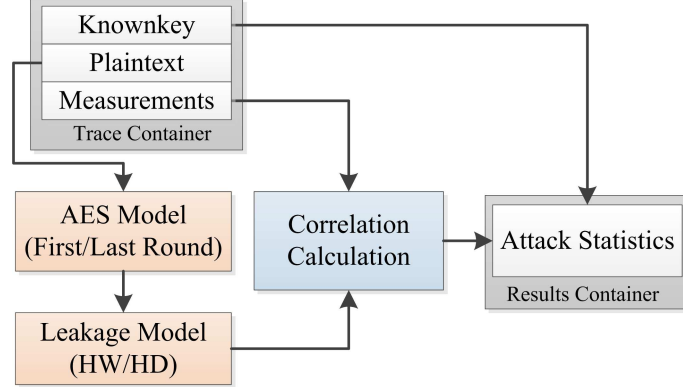 Knownkey
Plaintext
Measurements
Trace Container
AES Model
(First/Last Round)
Leakage Model
(HW/HD)
Correlation
Calculation
Attack Statistics
Results Container